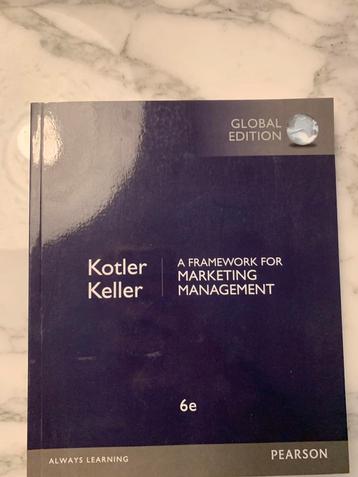 GLOBAL
EDITION
Kotler
Keller
A FRAMEWORK FOR
MARKETING
MANAGEMENT
6e
ALWAYS LEARNING
PEARSON